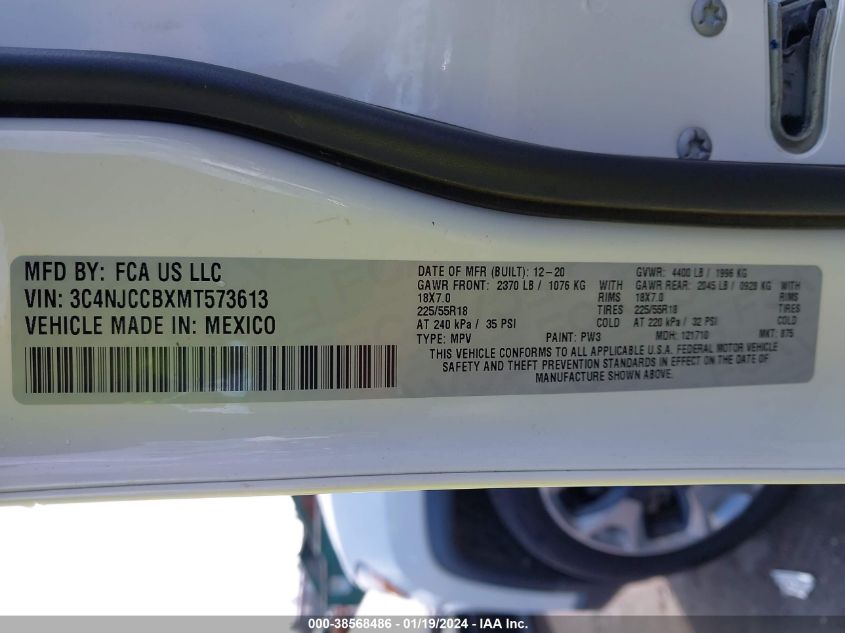 MFD BY: FCA US LLC
VIN: 3C4NJCCBXMT573613
VEHICLE MADE IN: MEXICO
DATE OF MFR (BUILT): 12-20 GVWR: 4400 LB / 1996 KG
GAWR FRONT: 2370 LB / 1076 KG WITH GAWR REAR: 2045 LB / 0928 KG WITH
18X7.0 RIMS 18X7.0 RIMS
225/55R18 TIRES 225/55R18 TIRES
AT 240 kPa / 35 PSI COLD AT 220 kPa / 32 PSI COLD
TYPE: MPV PAINT: PW3 MDH: 121710 MKT: 875
THIS VEHICLE CONFORMS TO ALL APPLICABLE U.S.A. FEDERAL MOTOR VEHICLE
SAFETY AND THEFT PREVENTION STANDARDS IN EFFECT ON THE DATE OF
MANUFACTURE SHOWN ABOVE.
000-38568486 - 01/19/2024 - IAA Inc.